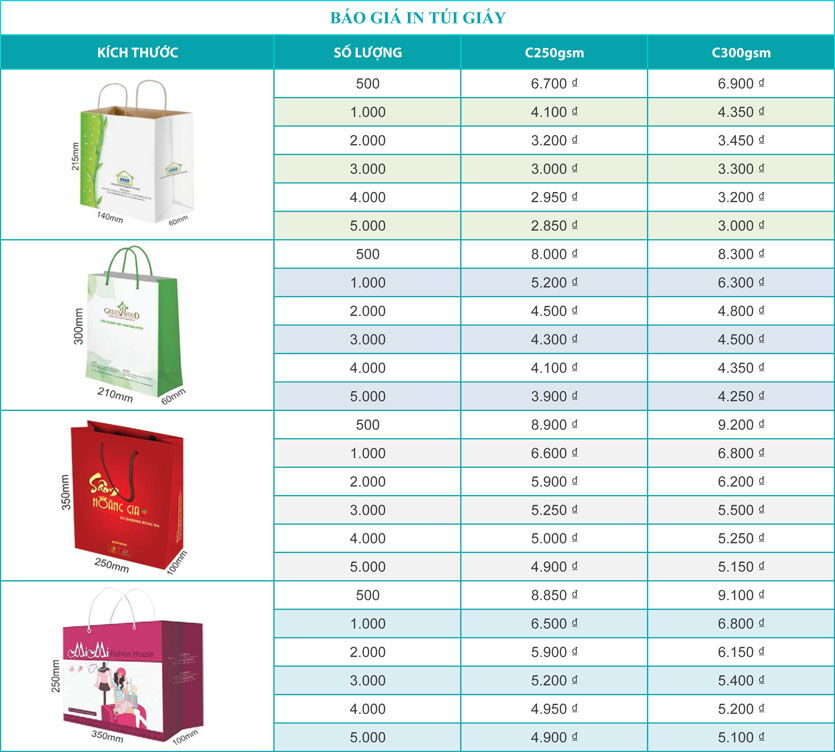 BÁO GIÁ IN TÚI GIẤY
KÍCH THƯỚC SỐ LƯỢNG C250gsm C300gsm
500 6.700 ₫ 6.900 ₫
1.000 4.100 ₫ 4.350 ₫
2.000 3.200 ₫ 3.450 ₫
3.000 3.000 ₫ 3.300 ₫
4.000 2.950 ₫ 3.200 ₫
5.000 2.850 ₫ 3.000 ₫
215mm
140mm
60mm
500 8.000 ₫ 8.300 ₫
1.000 5.200 ₫ 6.300 ₫
2.000 4.500 ₫ 4.800 ₫
3.000 4.300 ₫ 4.500 ₫
4.000 4.100 ₫ 4.350 ₫
5.000 3.900 ₫ 4.250 ₫
GREEN WOOD
300mm
210mm
60mm
500 8.900 ₫ 9.200 ₫
1.000 6.600 ₫ 6.800 ₫
2.000 5.900 ₫ 6.200 ₫
3.000 5.250 ₫ 5.500 ₫
4.000 5.000 ₫ 5.250 ₫
5.000 4.900 ₫ 5.150 ₫
Sâm
HOÀNG GIA
350mm
250mm
100mm
500 8.850 ₫ 9.100 ₫
1.000 6.500 ₫ 6.800 ₫
2.000 5.900 ₫ 6.150 ₫
3.000 5.200 ₫ 5.400 ₫
4.000 4.950 ₫ 5.200 ₫
5.000 4.900 ₫ 5.100 ₫
MiMi Fashion House
250mm
350mm
100mm